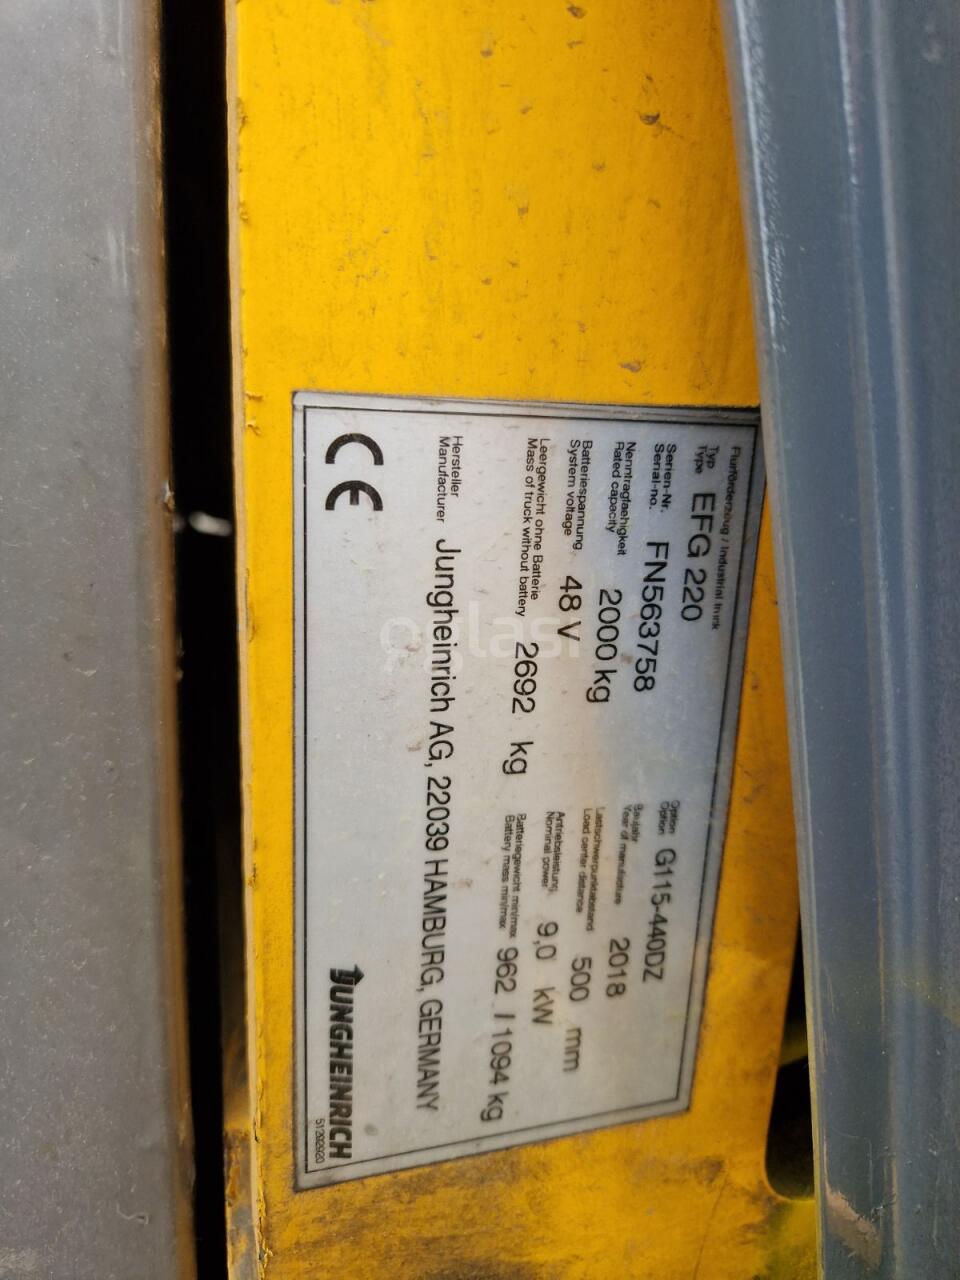 Flurförderzeug / Industrial truck
Typ
Type EFG 220
Option
Option G115-440DZ
Serien-Nr.
Serial-no. FN563758
Baujahr
Year of manufacture 2018
Nenntragfaehigkeit
Rated capacity 2000 kg
Lastschwerpunktabstand
Load center distance 500 mm
Batteriespannung
System voltage 48 V
Antriebsleistung
Nominal power 9,0 kW
Leergewicht ohne Batterie
Mass of truck without battery 2692 kg
Batteriegewicht min/max
Battery mass min/max 962 / 1094 kg
Hersteller
Manufacturer Jungheinrich AG, 22039 HAMBURG, GERMANY
CE
JUNGHEINRICH
51292920
oglasi